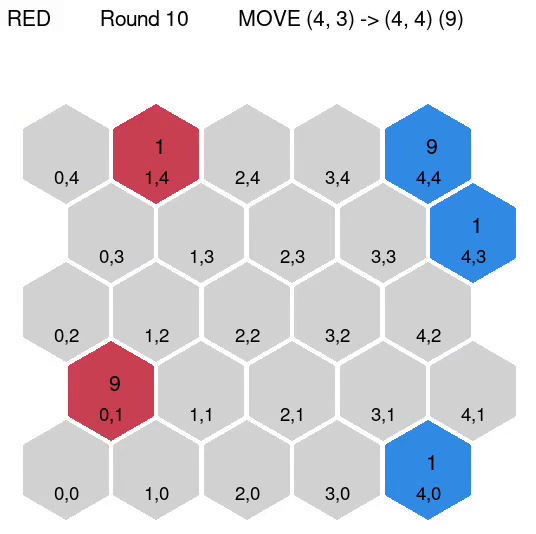 RED Round 10 MOVE (4, 3) -> (4, 4) (9)
1 9
0,4 1,4 2,4 3,4 4,4
1
0,3 1,3 2,3 3,3 4,3
0,2 1,2 2,2 3,2 4,2
9
0,1 1,1 2,1 3,1 4,1
1
0,0 1,0 2,0 3,0 4,0